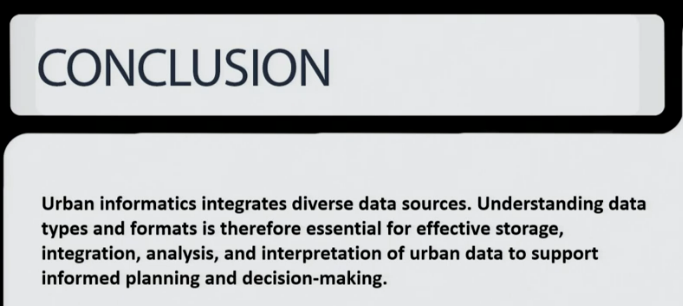 CONCLUSION
Urban informatics integrates diverse data sources. Understanding data
types and formats is therefore essential for effective storage,
integration, analysis, and interpretation of urban data to support
informed planning and decision-making.